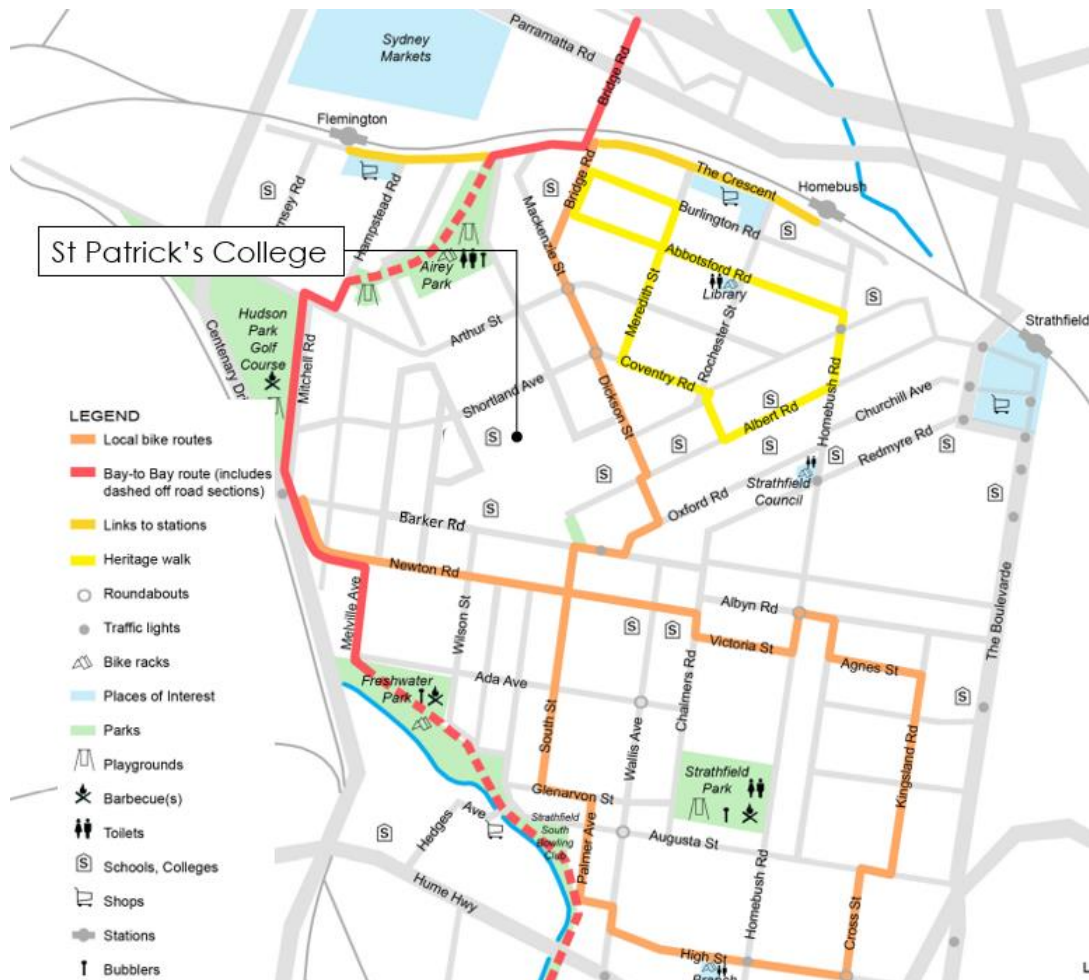 Sydney
Markets
Parramatta Rd
Bridge Rd
Flemington
The Crescent
Homebush
Hampstead Rd
Bridge Rd
Mackenzie St
Burlington Rd
St Patrick's College
Airey
Park
Abbotsford Rd
Meredith St
Library
Rochester St
Strathfield
Hudson
Park
Golf
Course
Centenary Dri
Mitchell Rd
Arthur St
Shortland Ave
Dickson St
Coventry Rd
Albert Rd
Homebush Rd
Churchill Ave
Redmyre Rd
Strathfield
Council
Oxford Rd
Barker Rd
Newton Rd
Melville Ave
Wilson St
Albyn Rd
Victoria St
Agnes St
The Boulevarde
Freshwater
Park
Ada Ave
South St
Wallis Ave
Chalmers Rd
Kingsland Rd
Strathfield
Park
Glenarvon St
Strathfield
South
Bowling
Club
Hedges Ave
Palmer Ave
Augusta St
Homebush Rd
Hume Hwy
Cross St
High St
LEGEND
Local bike routes
Bay-to Bay route (includes
dashed off road sections)
Links to stations
Heritage walk
Roundabouts
Traffic lights
Bike racks
Places of Interest
Parks
Playgrounds
Barbecue(s)
Toilets
Schools, Colleges
Shops
Stations
Bubblers